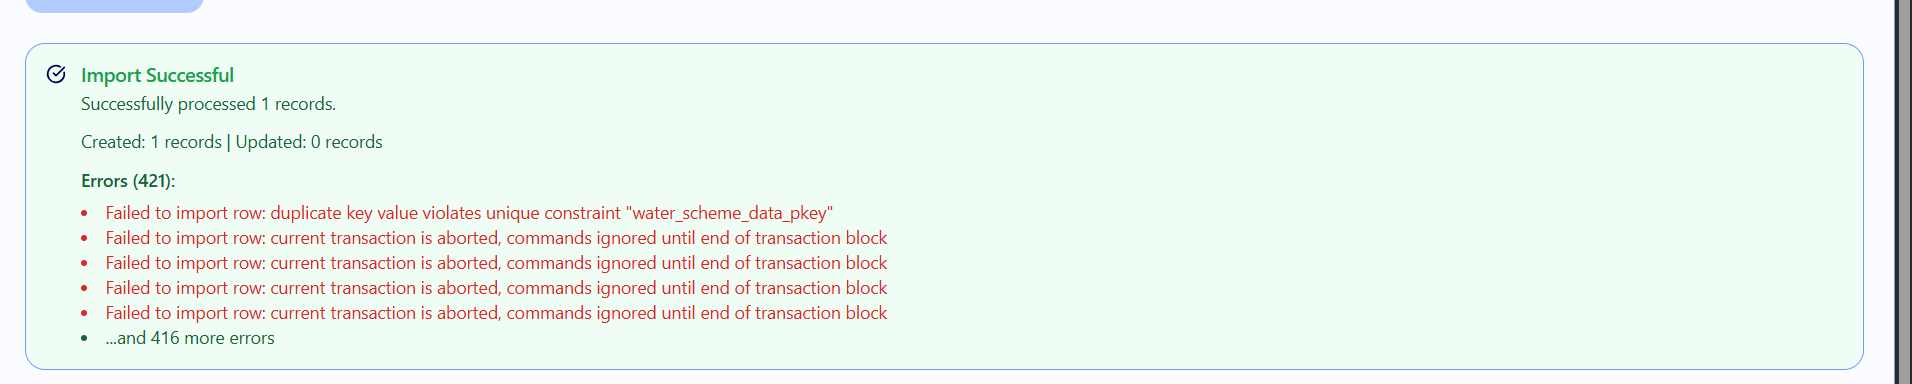 Import Successful
Successfully processed 1 records.
Created: 1 records | Updated: 0 records
Errors (421):
• Failed to import row: duplicate key value violates unique constraint "water_scheme_data_pkey"
• Failed to import row: current transaction is aborted, commands ignored until end of transaction block
• Failed to import row: current transaction is aborted, commands ignored until end of transaction block
• Failed to import row: current transaction is aborted, commands ignored until end of transaction block
• Failed to import row: current transaction is aborted, commands ignored until end of transaction block
• ...and 416 more errors